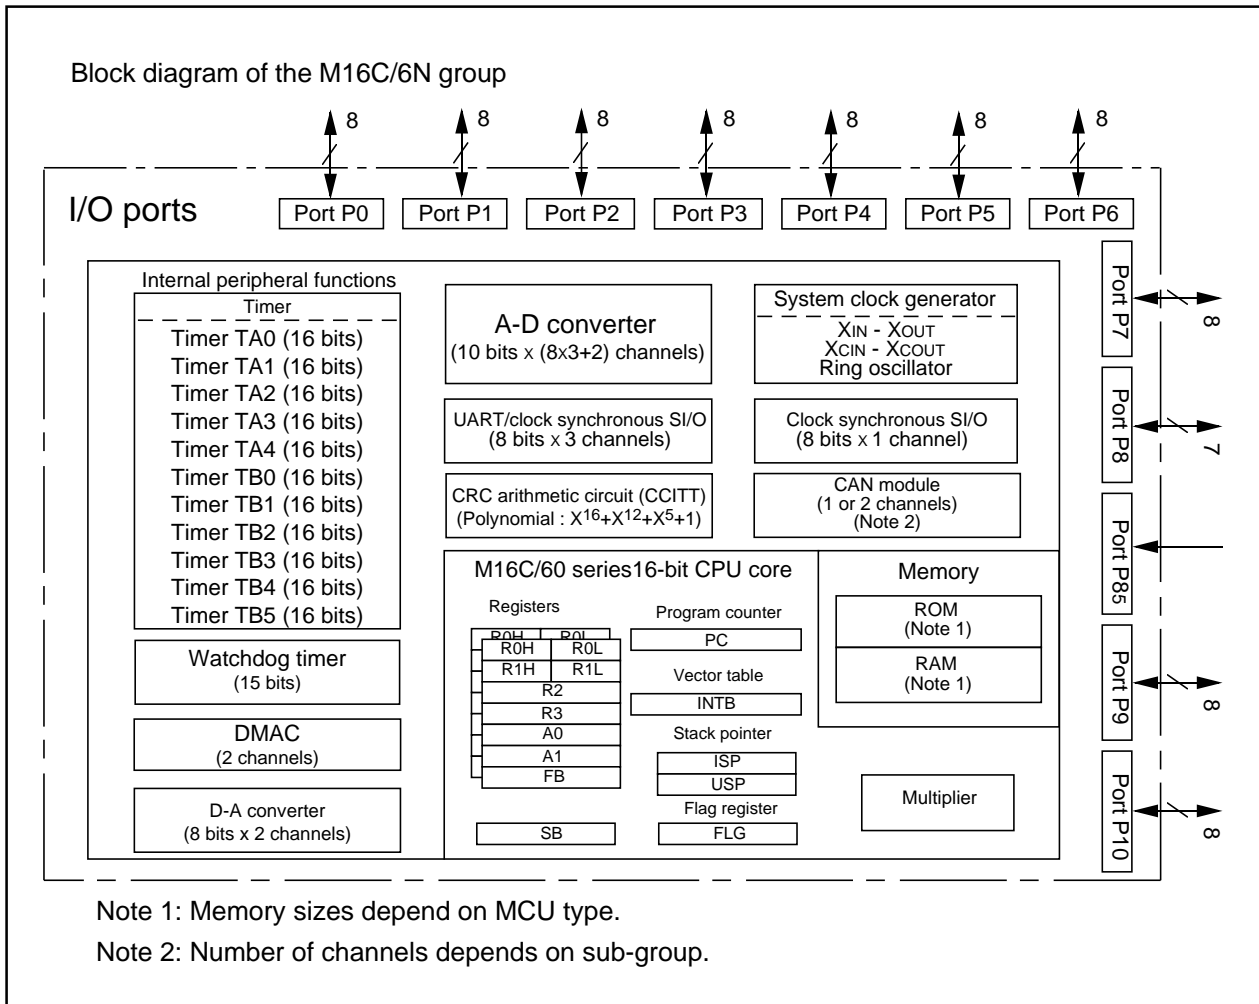 Block diagram of the M16C/6N group
8 8 8 8 8 8 8
I/O ports
Port P0 Port P1 Port P2 Port P3 Port P4 Port P5 Port P6
Port P7
8
Port P8
7
Port P85
Port P9
8
Port P10
8
Internal peripheral functions
Timer
Timer TA0 (16 bits)
Timer TA1 (16 bits)
Timer TA2 (16 bits)
Timer TA3 (16 bits)
Timer TA4 (16 bits)
Timer TB0 (16 bits)
Timer TB1 (16 bits)
Timer TB2 (16 bits)
Timer TB3 (16 bits)
Timer TB4 (16 bits)
Timer TB5 (16 bits)
Watchdog timer
(15 bits)
DMAC
(2 channels)
D-A converter
(8 bits x 2 channels)
A-D converter
(10 bits x (8x3+2) channels)
UART/clock synchronous SI/O
(8 bits x 3 channels)
CRC arithmetic circuit (CCITT)
(Polynomial : X16+X12+X5+1)
System clock generator
XIN - XOUT
XCIN - XCOUT
Ring oscillator
Clock synchronous SI/O
(8 bits x 1 channel)
CAN module
(1 or 2 channels)
(Note 2)
M16C/60 series16-bit CPU core
Registers
R0H R0L
R0H R0L
R1H R1L
R2
R3
A0
A1
FB
SB
Program counter
PC
Vector table
INTB
Stack pointer
ISP
USP
Flag register
FLG
Memory
ROM
(Note 1)
RAM
(Note 1)
Multiplier
Note 1: Memory sizes depend on MCU type.
Note 2: Number of channels depends on sub-group.